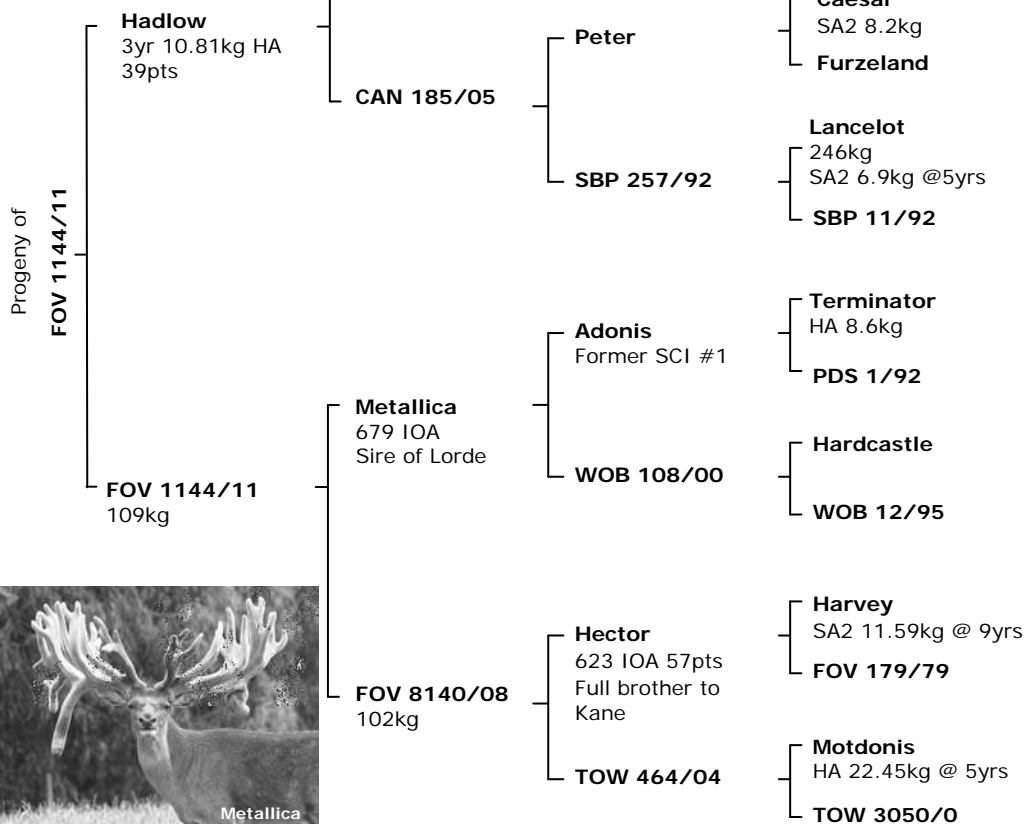 Progeny of
FOV 1144/11
Hadlow
3yr 10.81kg HA
39pts
FOV 1144/11
109kg
CAN 185/05
Metallica
679 IOA
Sire of Lorde
FOV 8140/08
102kg
Peter
SBP 257/92
Adonis
Former SCI #1
WOB 108/00
Hector
623 IOA 57pts
Full brother to
Kane
TOW 464/04
Caesar
SA2 8.2kg
Furzeland
Lancelot
246kg
SA2 6.9kg @5yrs
SBP 11/92
Terminator
HA 8.6kg
PDS 1/92
Hardcastle
WOB 12/95
Harvey
SA2 11.59kg @ 9yrs
FOV 179/79
Motdonis
HA 22.45kg @ 5yrs
TOW 3050/0
Metallica